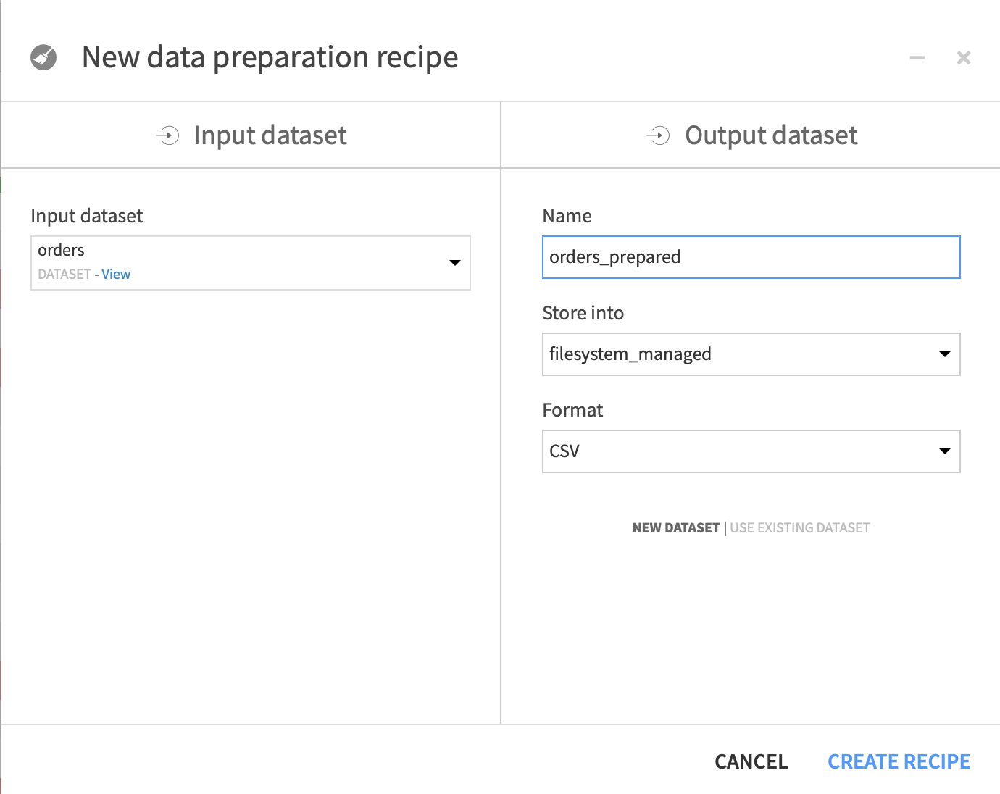 New data preparation recipe
Input dataset
Output dataset
Input dataset
orders
DATASET - View
Name
orders_prepared
Store into
filesystem_managed
Format
CSV
NEW DATASET | USE EXISTING DATASET
CANCEL
CREATE RECIPE